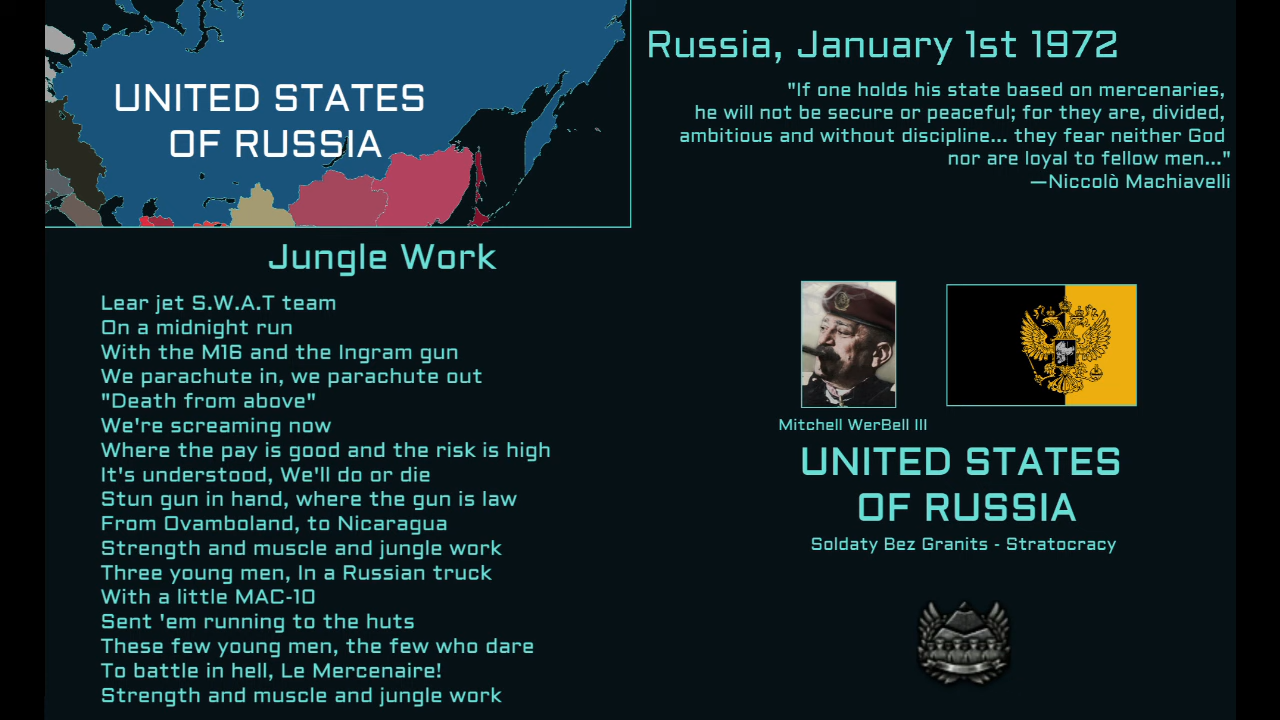 UNITED STATES
OF RUSSIA
Russia, January 1st 1972
"If one holds his state based on mercenaries,
he will not be secure or peaceful; for they are, divided,
ambitious and without discipline... they fear neither God
nor are loyal to fellow men..."
—Niccolò Machiavelli
Jungle Work
Lear jet S.W.A.T team
On a midnight run
With the M16 and the Ingram gun
We parachute in, we parachute out
"Death from above"
We're screaming now
Where the pay is good and the risk is high
It's understood, We'll do or die
Stun gun in hand, where the gun is law
From Ovamboland, to Nicaragua
Strength and muscle and jungle work
Three young men, In a Russian truck
With a little MAC-10
Sent 'em running to the huts
These few young men, the few who dare
To battle in hell, Le Mercenaire!
Strength and muscle and jungle work
Mitchell WerBell III
UNITED STATES
OF RUSSIA
Soldaty Bez Granits - Stratocracy